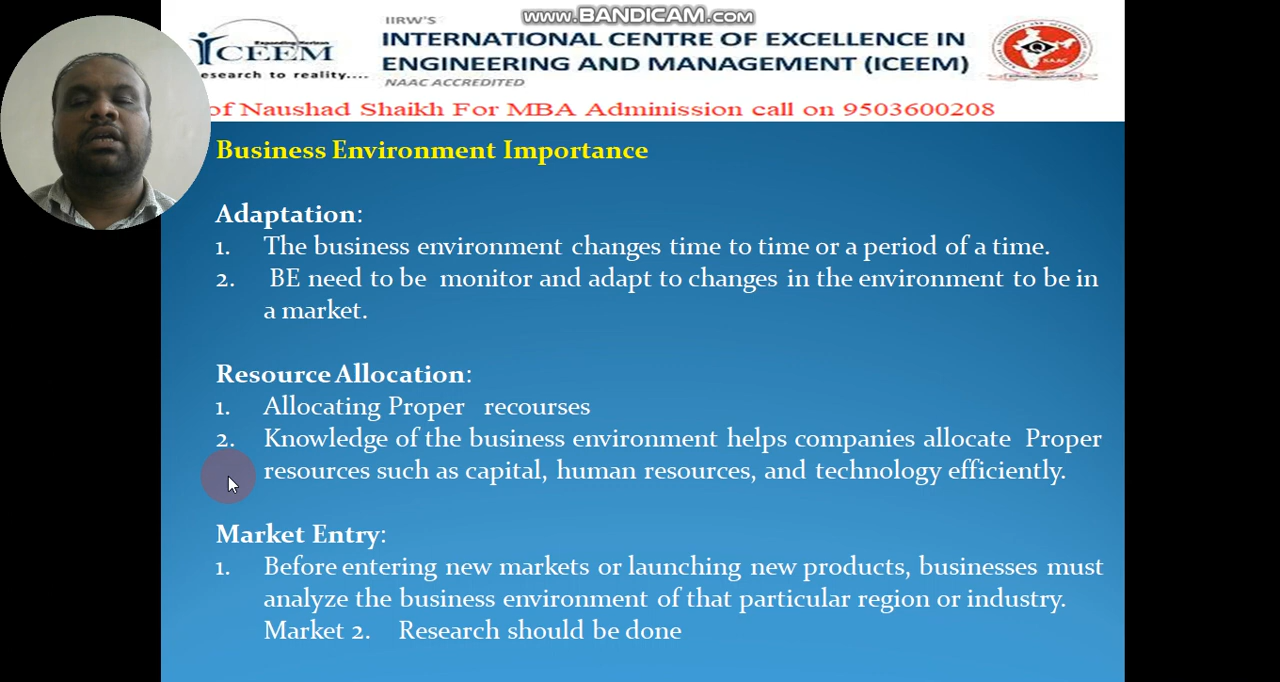 www.BANDICAM.com
IIRW'S
INTERNATIONAL CENTRE OF EXCELLENCE IN
ENGINEERING AND MANAGEMENT (ICEEM)
NAAC ACCREDITED
Expanding Horizon
ICEEM
esearch to reality....
NAAC
of Naushad Shaikh For MBA Adminission call on 9503600208
Business Environment Importance
Adaptation:
1. The business environment changes time to time or a period of a time.
2. BE need to be monitor and adapt to changes in the environment to be in
a market.
Resource Allocation:
1. Allocating Proper recourses
2. Knowledge of the business environment helps companies allocate Proper
resources such as capital, human resources, and technology efficiently.
Market Entry:
1. Before entering new markets or launching new products, businesses must
analyze the business environment of that particular region or industry.
Market 2. Research should be done